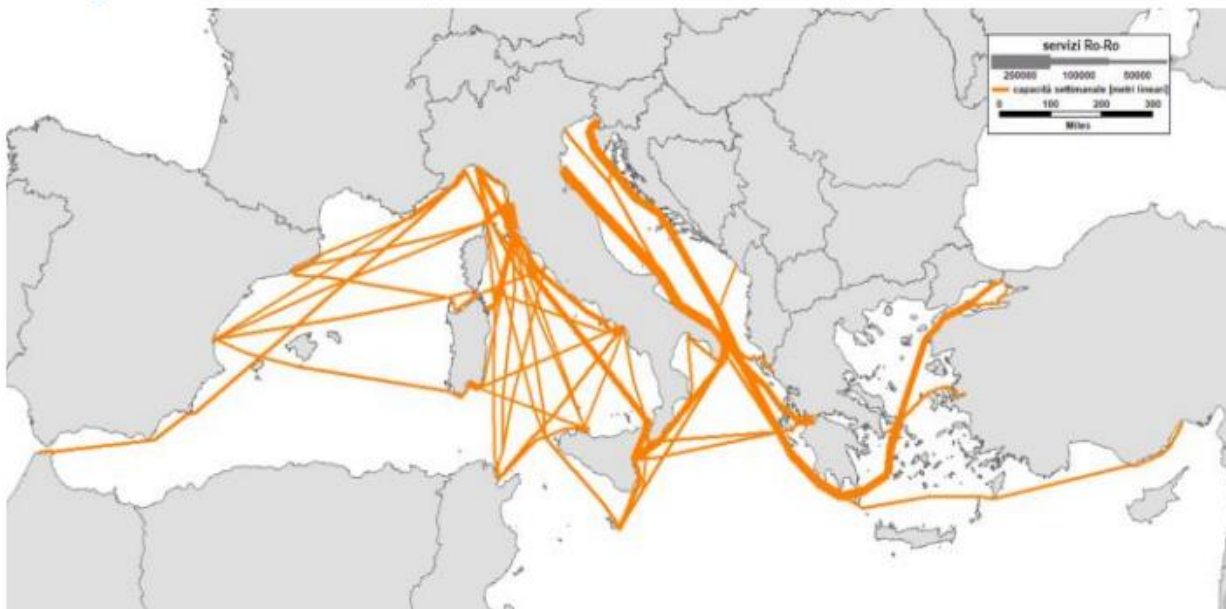 servizi Ro-Ro
250000 100000 50000
capacità settimanale [metri lineari]
0 100 200 300
Miles